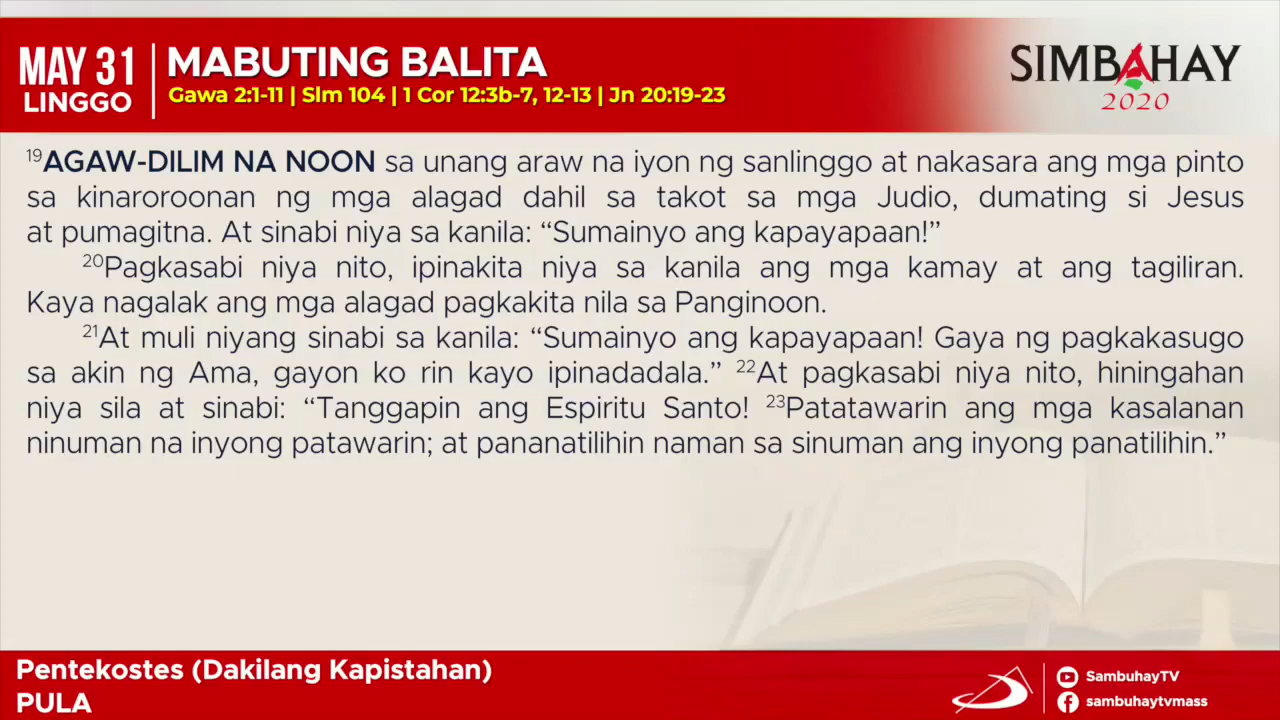 MAY 31
LINGGO
MABUTING BALITA
Gawa 2:1-11 | Slm 104 | 1 Cor 12:3b-7, 12-13 | Jn 20:19-23
SIMBAHAY
2020
19AGAW-DILIM NA NOON sa unang araw na iyon ng sanlinggo at nakasara ang mga pinto
sa kinaroroonan ng mga alagad dahil sa takot sa mga Judio, dumating si Jesus
at pumagitna. At sinabi niya sa kanila: “Sumainyo ang kapayapaan!”
20Pagkasabi niya nito, ipinakita niya sa kanila ang mga kamay at ang tagiliran.
Kaya nagalak ang mga alagad pagkakita nila sa Panginoon.
21At muli niyang sinabi sa kanila: “Sumainyo ang kapayapaan! Gaya ng pagkakasugo
sa akin ng Ama, gayon ko rin kayo ipinadadala.” 22At pagkasabi niya nito, hiningahan
niya sila at sinabi: “Tanggapin ang Espiritu Santo! 23Patatawarin ang mga kasalanan
ninuman na inyong patawarin; at pananatilihin naman sa sinuman ang inyong panatilihin.”
Pentekostes (Dakilang Kapistahan)
PULA
SambuhayTV
sambuhaytvmass